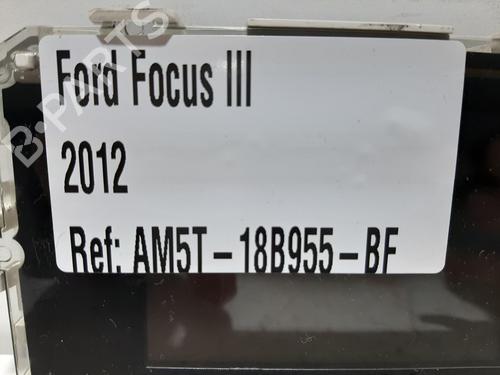 Ford Focus III
2012
Ref: AM5T-18B955-BF
B-PARTS